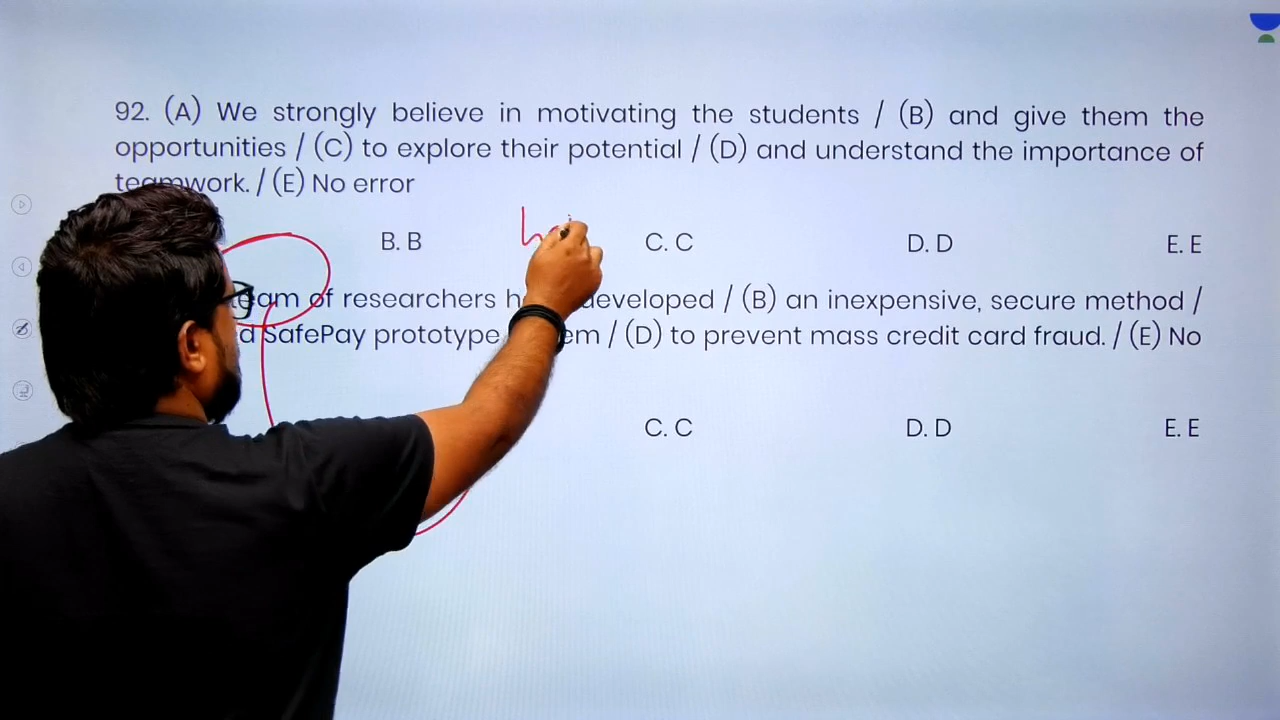 92. (A) We strongly believe in motivating the students / (B) and give them the
opportunities / (C) to explore their potential / (D) and understand the importance of
teamwork. / (E) No error
B. B C. C D. D E. E
of researchers developed / (B) an inexpensive, secure method /
SafePay prototype / (D) to prevent mass credit card fraud. / (E) No
C. C D. D E. E